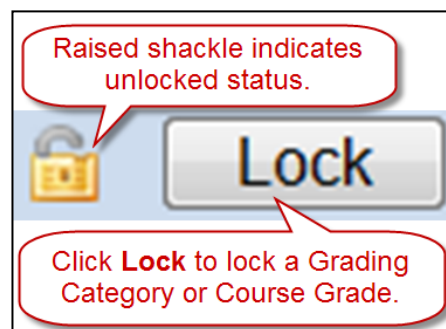 Raised shackle indicates
unlocked status.
Lock
Click Lock to lock a Grading
Category or Course Grade.